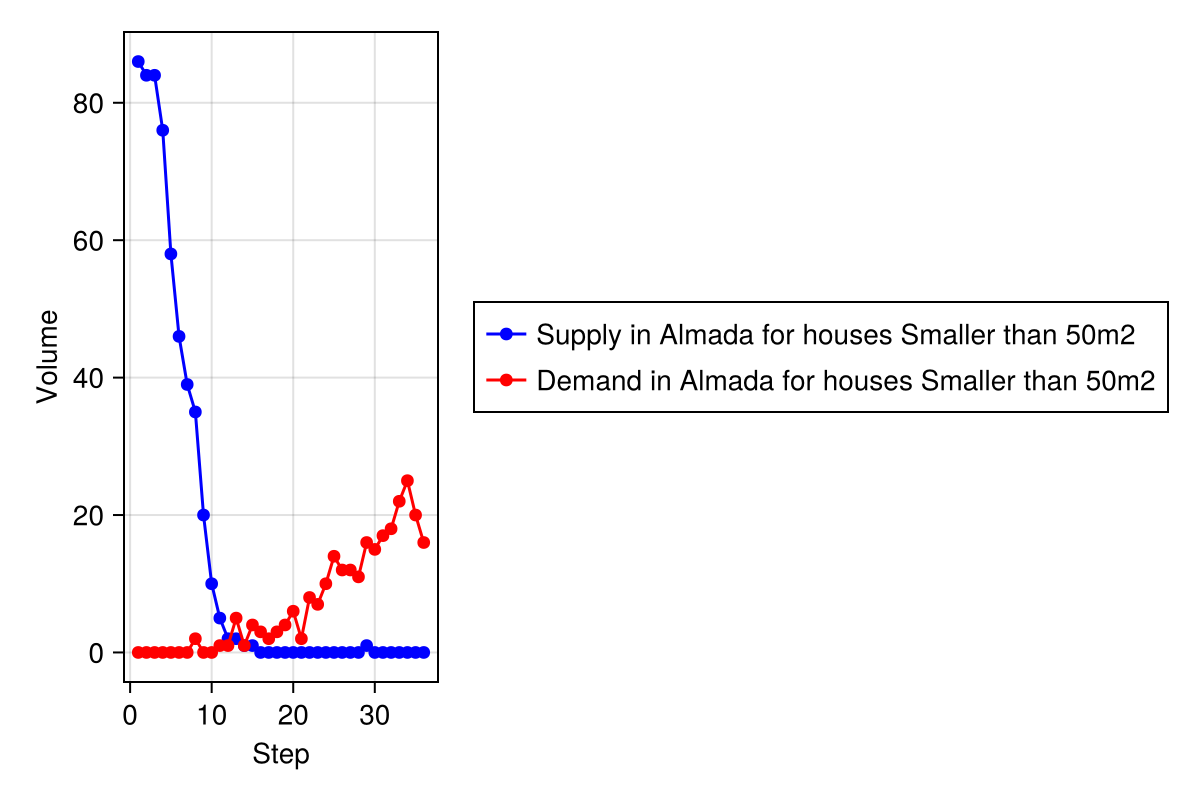 Volume
80
60
40
20
0
0 10 20 30
Step
Supply in Almada for houses Smaller than 50m2
Demand in Almada for houses Smaller than 50m2